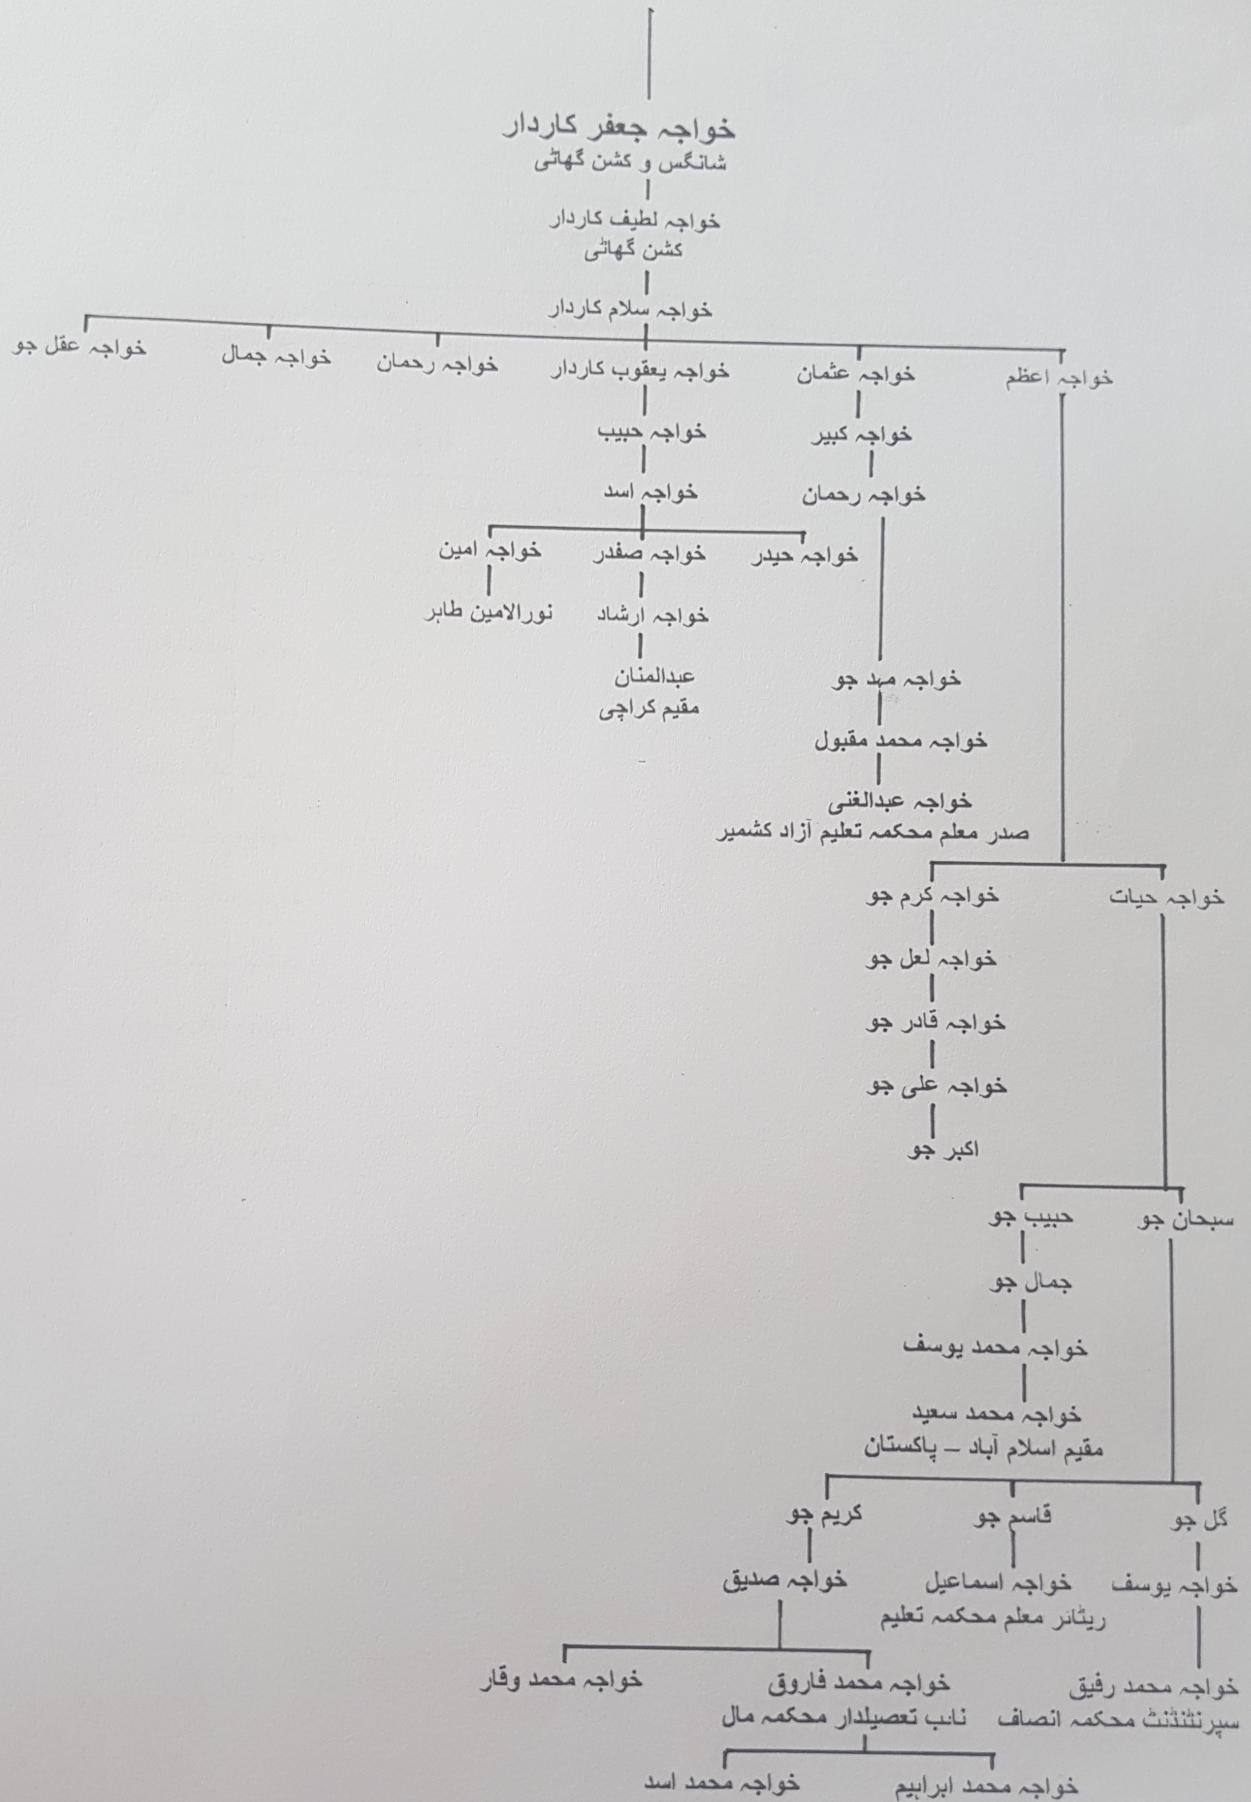 خواجہ جعفر کاردار
شانگس و کشن گھاٹی
خواجہ لطیف کاردار
کشن گھاٹی
خواجہ سلام کاردار
خواجہ اعظم
خواجہ عثمان
خواجہ یعقوب کاردار
خواجہ رحمان
خواجہ جمال
خواجہ عقل جو
خواجہ کبیر
خواجہ حبیب
خواجہ رحمان
خواجہ اسد
خواجہ حیدر
خواجہ صفدر
خواجہ امین
خواجہ ارشاد
نورالامین طاہر
خواجہ مہد جو
عبدالمنان
مقیم کراچی
خواجہ محمد مقبول
خواجہ عبدالغنی
صدر معلم محکمہ تعلیم آزاد کشمیر
خواجہ حیات
خواجہ کرم جو
خواجہ لعل جو
خواجہ قادر جو
خواجہ علی جو
اکبر جو
سبحان جو
حبیب جو
جمال جو
خواجہ محمد یوسف
خواجہ محمد سعید
مقیم اسلام آباد – پاکستان
گل جو
قاسم جو
کریم جو
خواجہ یوسف
خواجہ اسماعیل
ریٹائر معلم محکمہ تعلیم
خواجہ صدیق
خواجہ محمد رفیق
سپرنٹنڈنٹ محکمہ انصاف
خواجہ محمد فاروق
نائب تعصیلدار محکمہ مال
خواجہ محمد وقار
خواجہ محمد ابراہیم
خواجہ محمد اسد